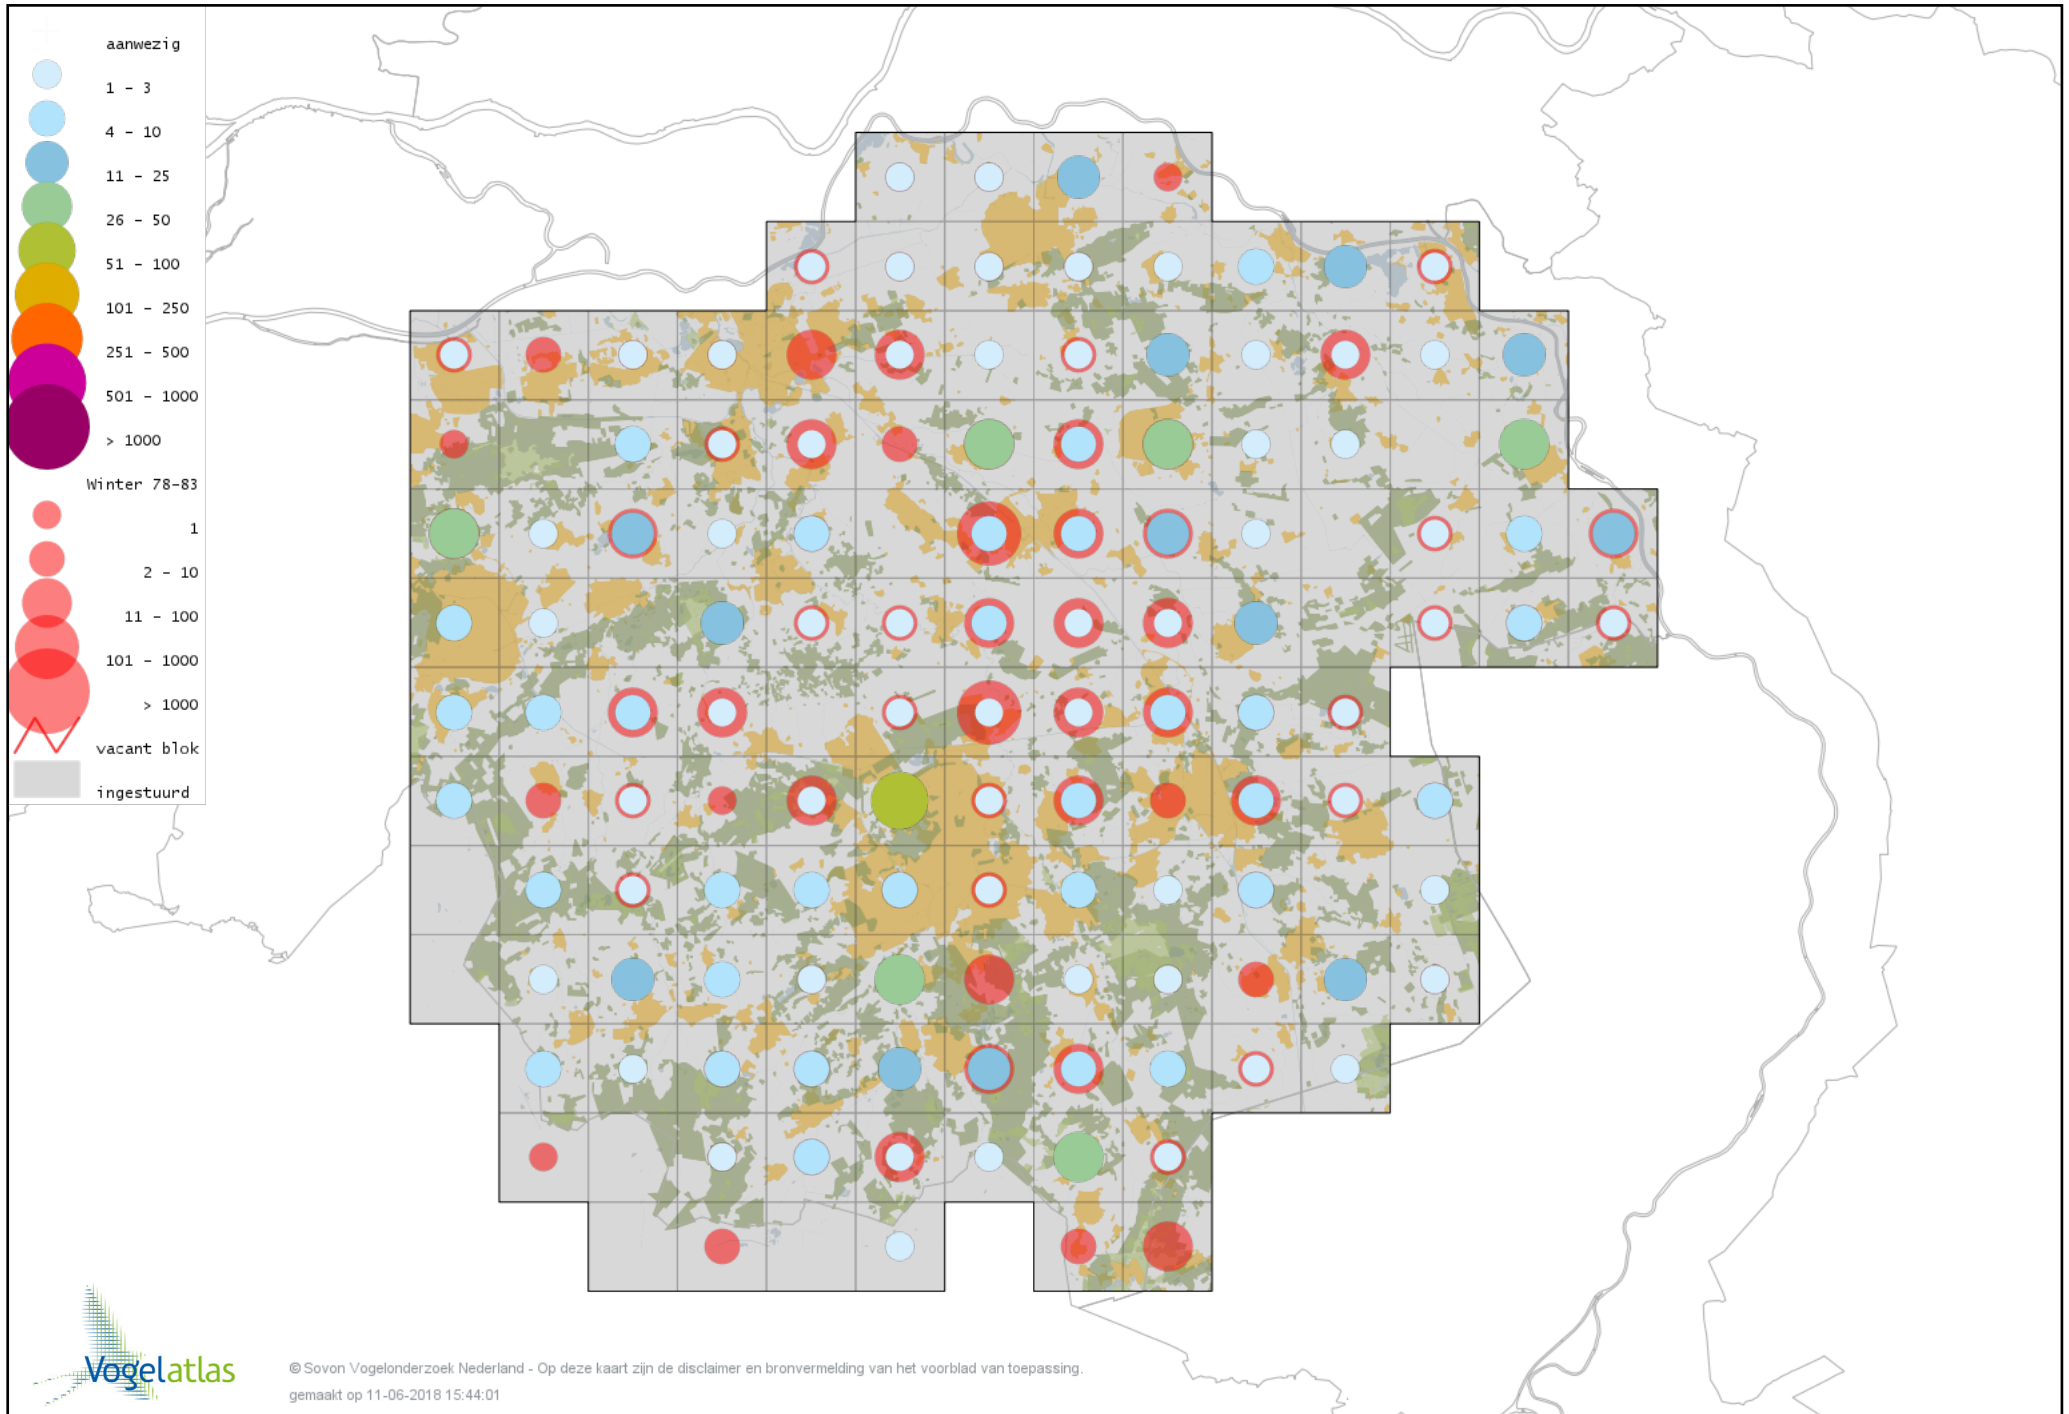 aanwezig
1 – 3
4 – 10
11 – 25
26 – 50
51 – 100
101 – 250
251 – 500
501 – 1000
> 1000
Winter 78-83
1
2 – 10
11 – 100
101 – 1000
> 1000
vacant blok
ingestuurd
Vogelatlas
© Sovon Vogelonderzoek Nederland - Op deze kaart zijn de disclaimer en bronvermelding van het voorblad van toepassing.
gemaakt op 11-06-2018 15:44:01